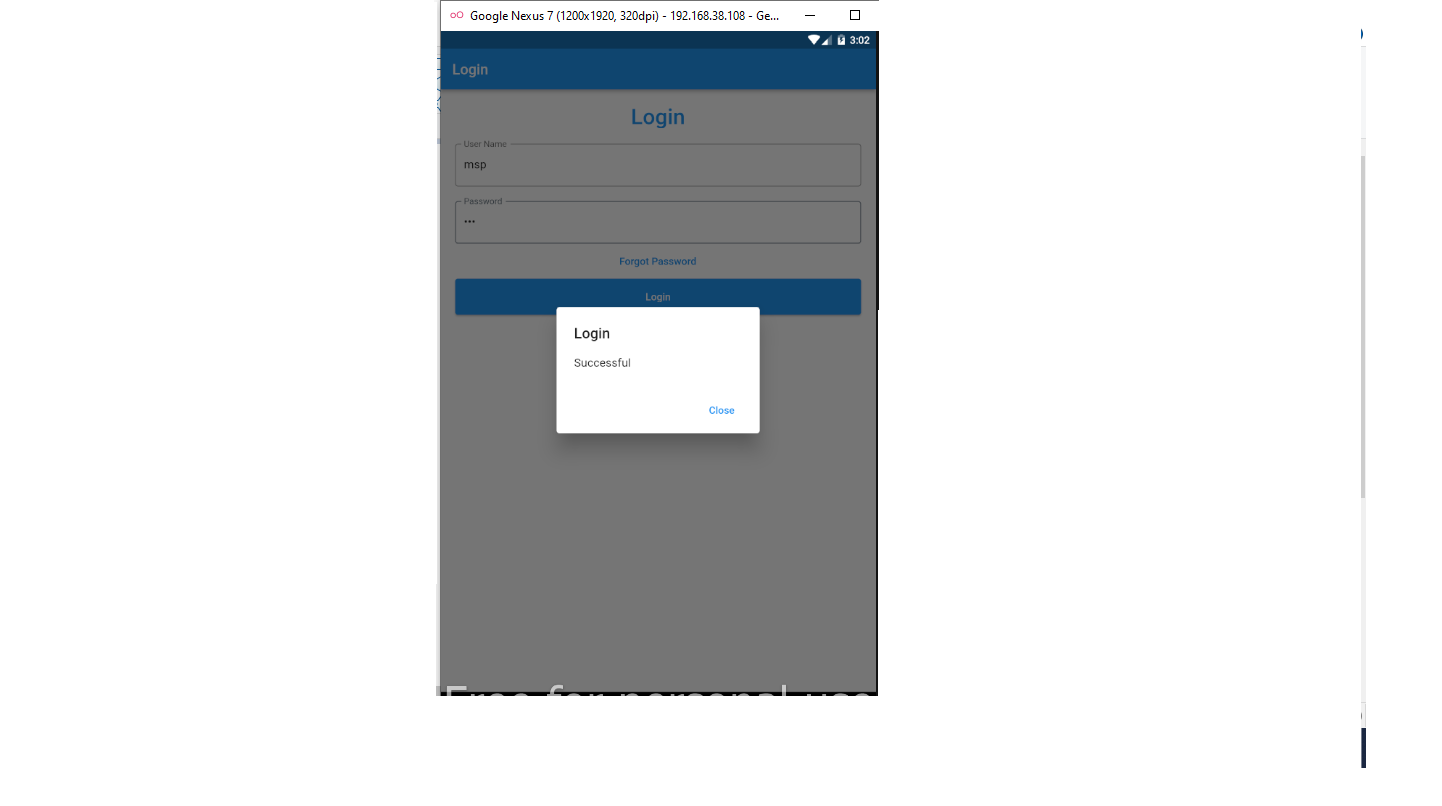 Google Nexus 7 (1200x1920, 320dpi) - 192.168.38.108 - Ge...
3:02
Login
Login
User Name
msp
Password
•••
Forgot Password
Login
Login
Successful
Close
Free for personal use